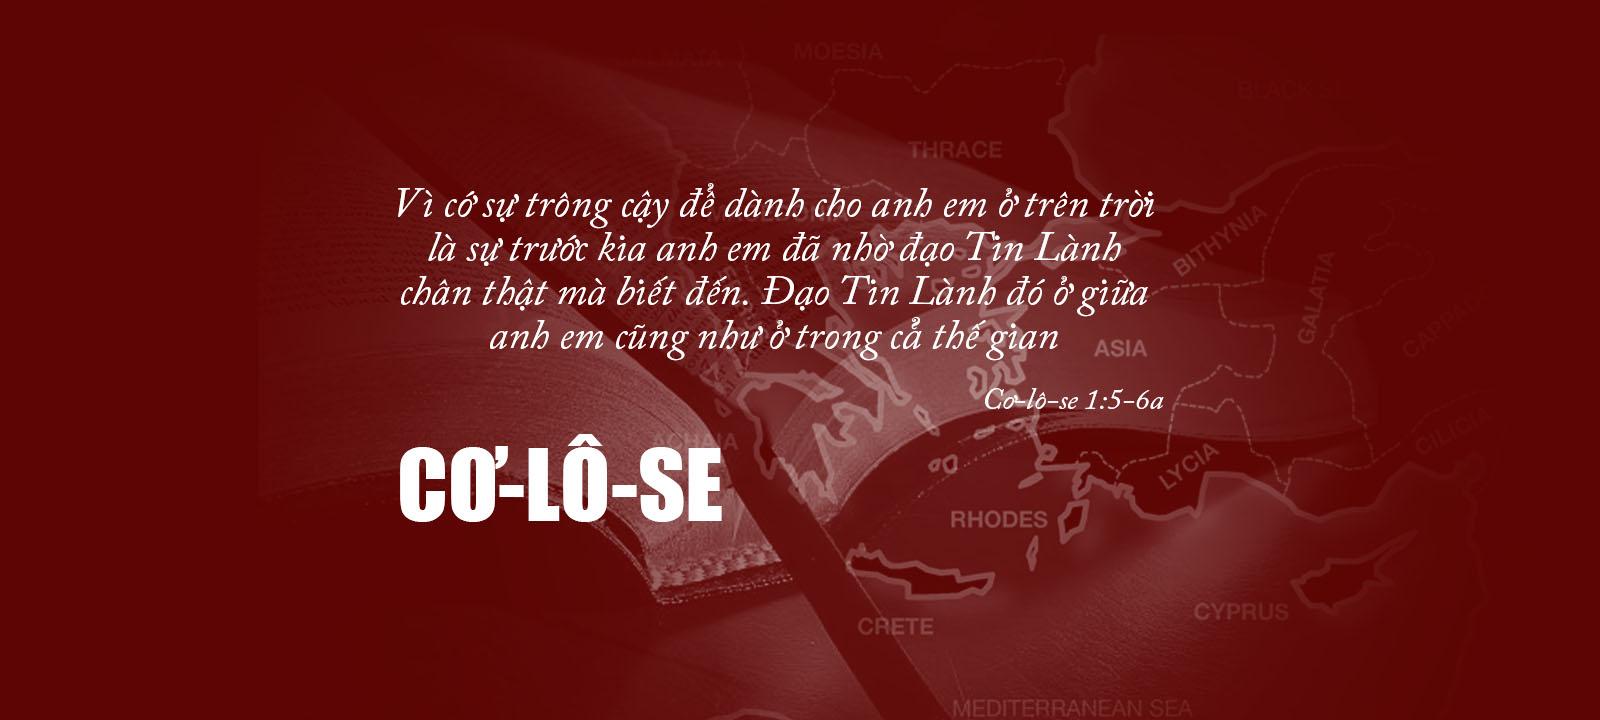 MOESIA
BLACK SE
THRACE
Vì cớ sự trông cậy để dành cho anh em ở trên trời
là sự trước kia anh em đã nhờ đạo Tin Lành
chân thật mà biết đến. Đạo Tin Lành đó ở giữa
anh em cũng như ở trong cả thế gian
BITHYNIA
GALATIA
ASIA
Cơ-lô-se 1:5-6a
CƠ-LÔ-SE
CILICIA
LYCIA
RHODES
CRETE
CYPRUS
MEDITERRANEAN SEA